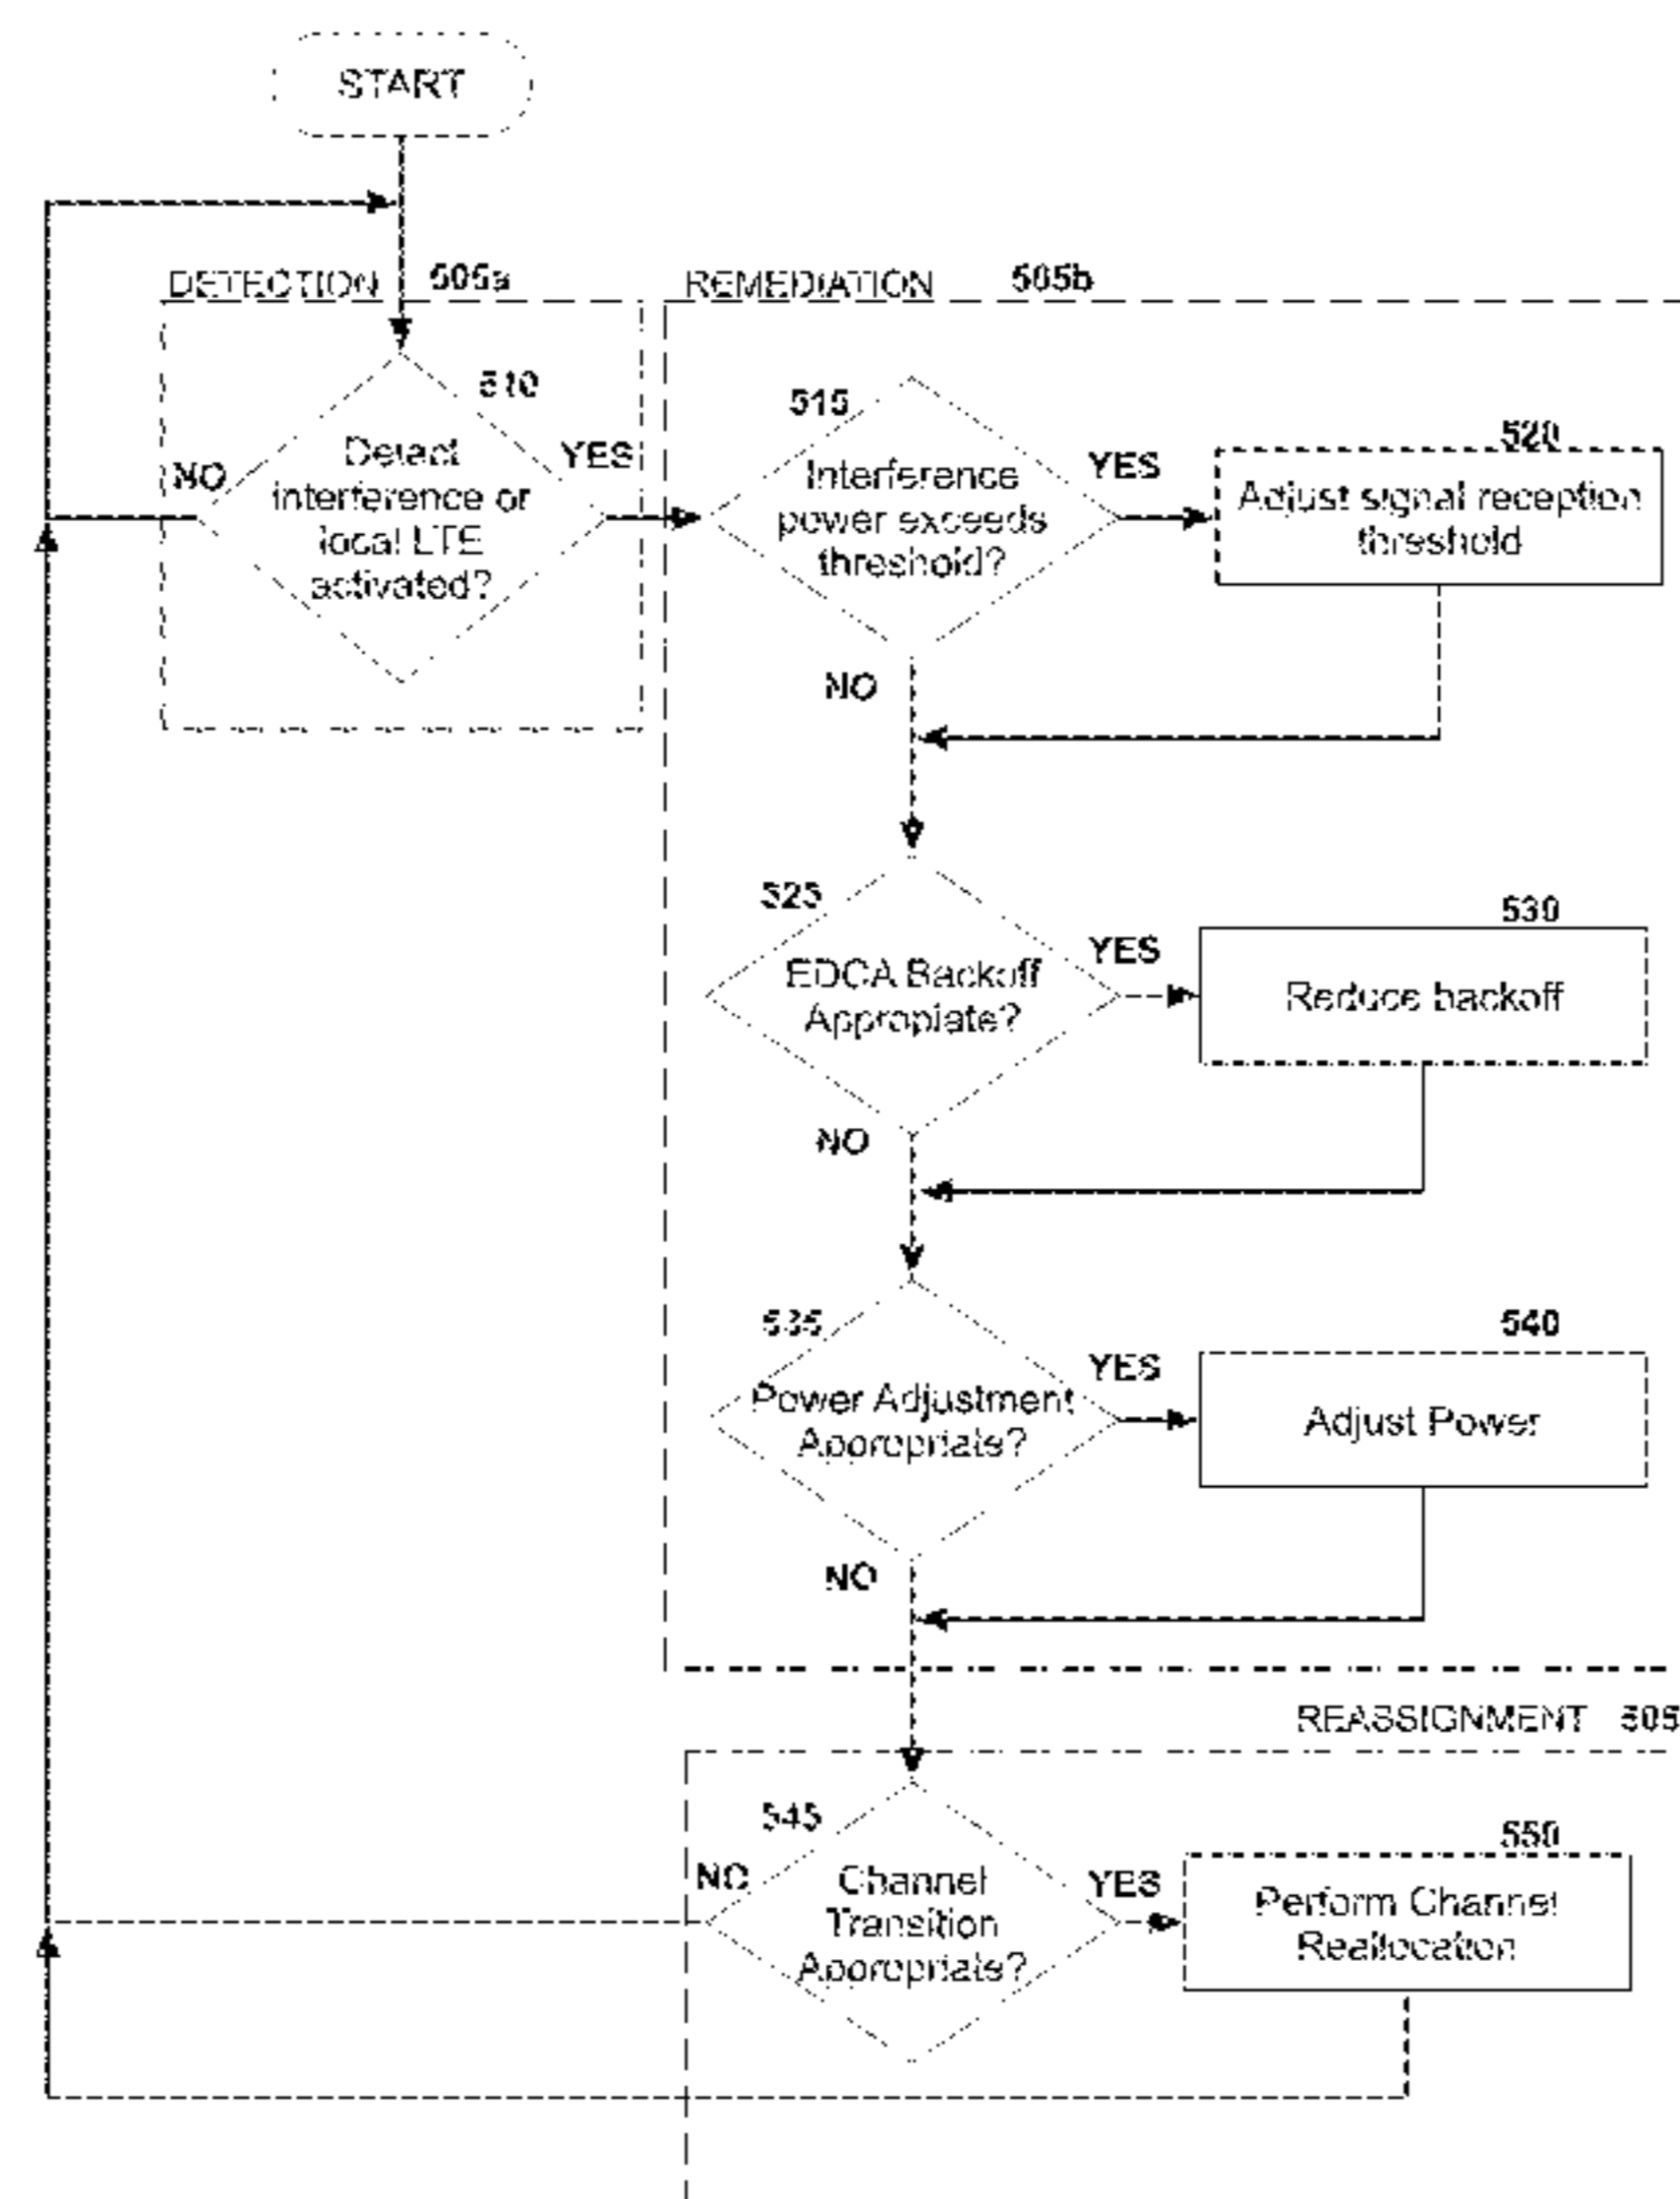 START
DETECTION 505a
REMEDIATION 505b
510
Detect
interference or
local LTE
activated?
NO
YES
515
Interference
power exceeds
threshold?
YES
NO
520
Adjust signal reception
threshold
525
EDCA Backoff
Appropiate?
YES
NO
530
Reduce backoff
535
Power Adjustment
Appropriate?
YES
NO
540
Adjust Power
REASSIGNMENT 505
545
Channel
Transition
Appropriate?
NO
YES
550
Perform Channel
Reallocation